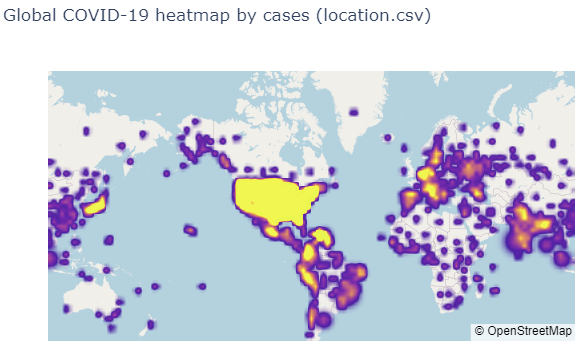 Global COVID-19 heatmap by cases (location.csv)
© OpenStreetMap